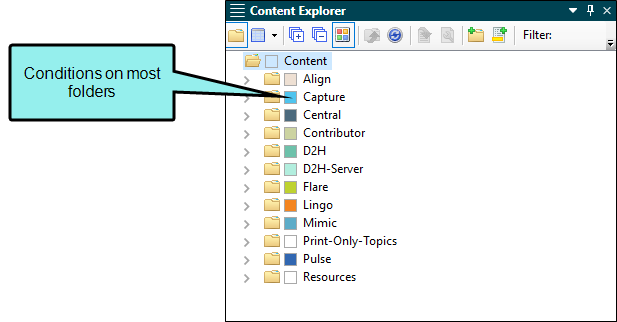 Content Explorer
Filter:
Conditions on most
folders
Content
Align
Capture
Central
Contributor
D2H
D2H-Server
Flare
Lingo
Mimic
Print-Only-Topics
Pulse
Resources